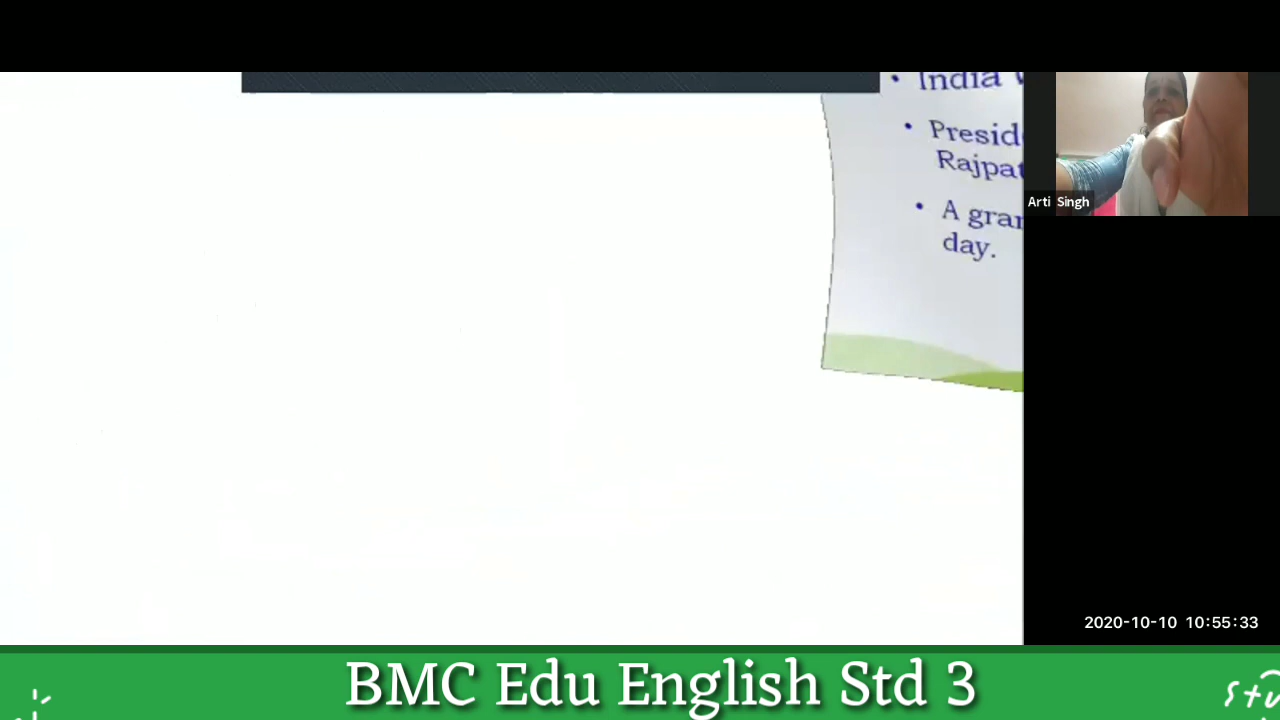 India
Presid
Rajpat
A gran
day.
Arti Singh
2020-10-10 10:55:33
BMC Edu English Std 3